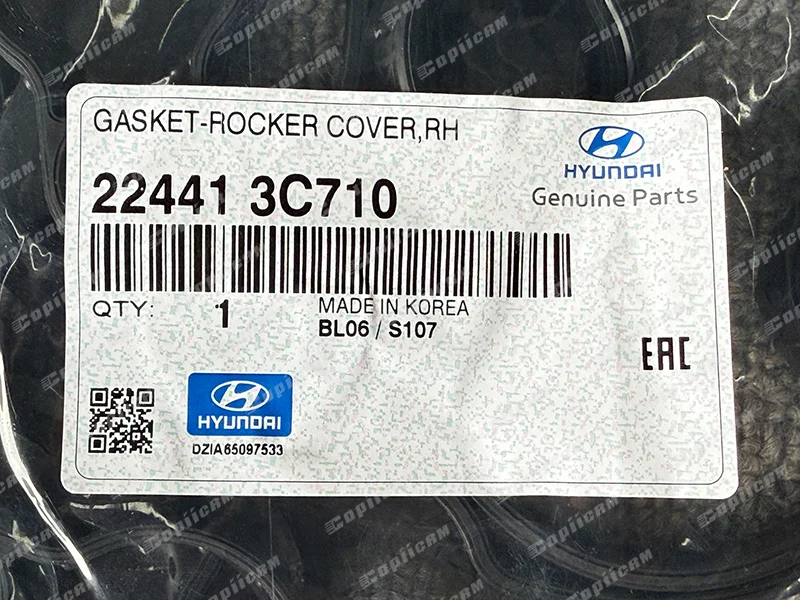 GASKET-ROCKER COVER,RH
HYUNDAI
Genuine Parts
22441 3C710
QTY: 1
MADE IN KOREA
BL06 / S107
EAC
HYUNDAI
DZIA65097533
CopiiCAM